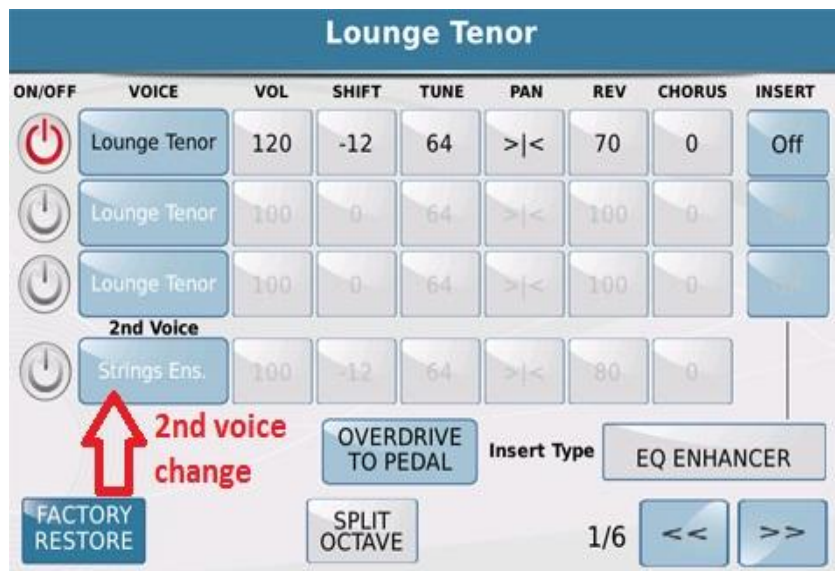 Lounge Tenor
ON/OFF VOICE VOL SHIFT TUNE PAN REV CHORUS INSERT
Lounge Tenor 120 -12 64 >|< 70 0 Off
Lounge Tenor 100 0 64 >|< 100 0
Lounge Tenor 100 0 64 >|< 100 0
2nd Voice
Strings Ens. 100 -12 64 >|< 80 0
2nd voice
change
OVERDRIVE
TO PEDAL
Insert Type
EQ ENHANCER
FACTORY
RESTORE
SPLIT
OCTAVE
1/6 << >>